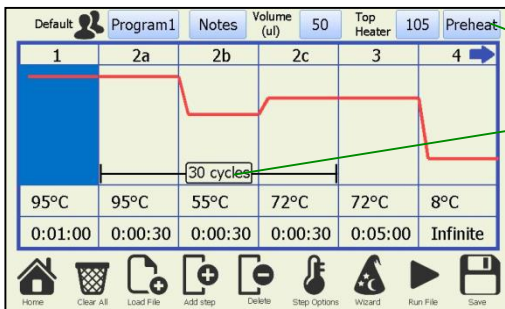 Default Program1 Notes Volume (ul) 50 Top Heater 105 Preheat
1 2a 2b 2c 3 4
30 cycles
95°C 95°C 55°C 72°C 72°C 8°C
0:01:00 0:00:30 0:00:30 0:00:30 0:05:00 Infinite
Home Clear All Load File Add step Delete Step Options Wizard Run File Save